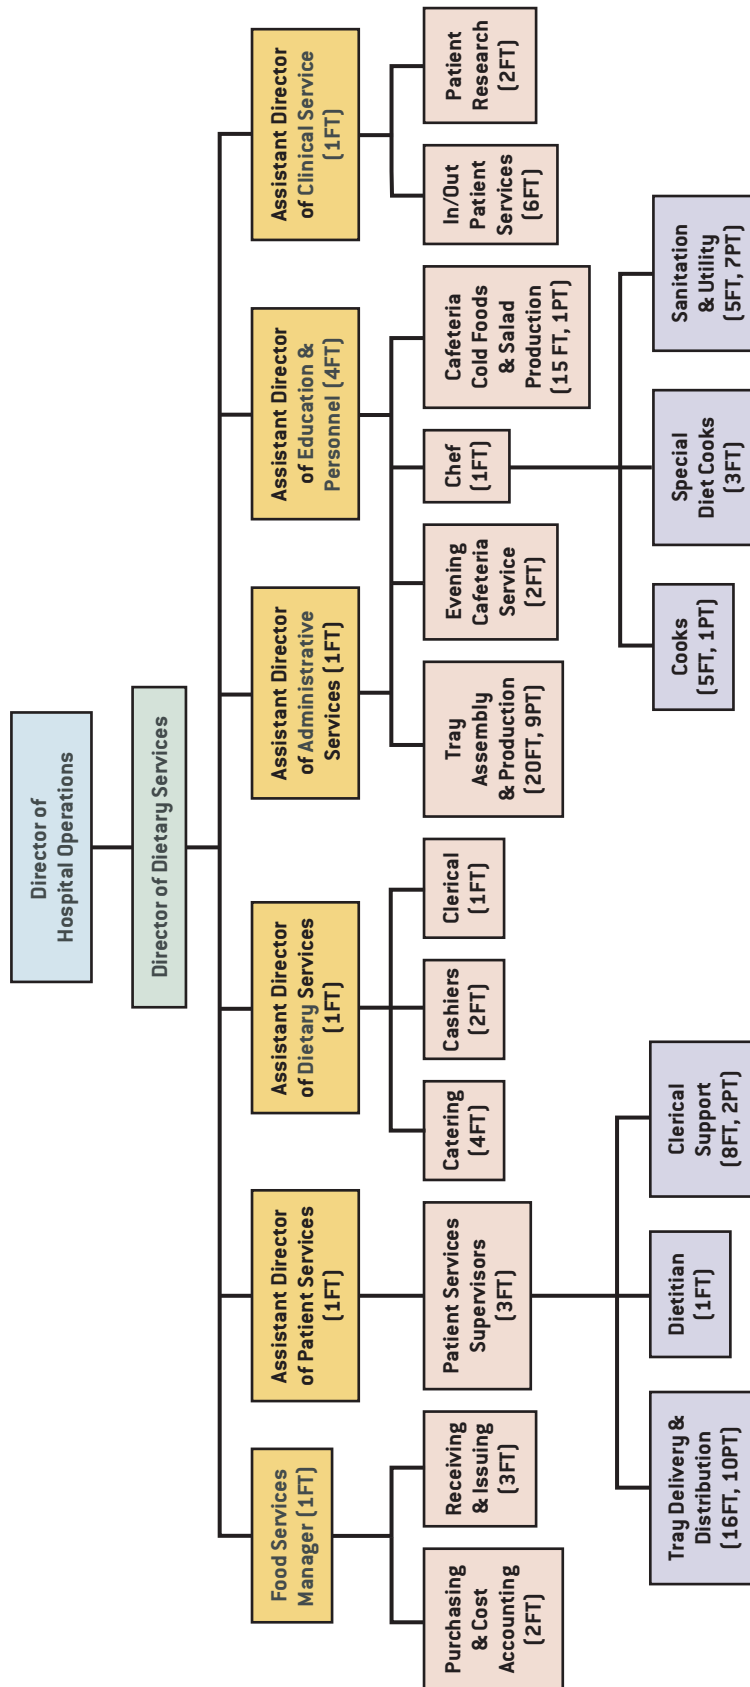 Director of
Hospital Operations
Director of Dietary Services
Food Services
Manager (1FT)
Assistant Director
of Patient Services
(1FT)
Assistant Director
of Dietary Services
(1FT)
Assistant Director
of Administrative
Services (1FT)
Assistant Director
of Education &
Personnel (4FT)
Assistant Director
of Clinical Service
(1FT)
Purchasing
& Cost
Accounting
(2FT)
Receiving
& Issuing
(3FT)
Patient Services
Supervisors
(3FT)
Catering
(4FT)
Cashiers
(2FT)
Clerical
(1FT)
Tray
Assembly
& Production
(20FT, 9PT)
Evening
Cafeteria
Service
(2FT)
Chef
(1FT)
Cafeteria
Cold Foods
& Salad
Production
(15 FT, 1PT)
In/Out
Patient
Services
(6FT)
Patient
Research
(2FT)
Tray Delivery &
Distribution
(16FT, 10PT)
Dietitian
(1FT)
Clerical
Support
(8FT, 2PT)
Cooks
(5FT, 1PT)
Special
Diet Cooks
(3FT)
Sanitation
& Utility
(5FT, 7PT)